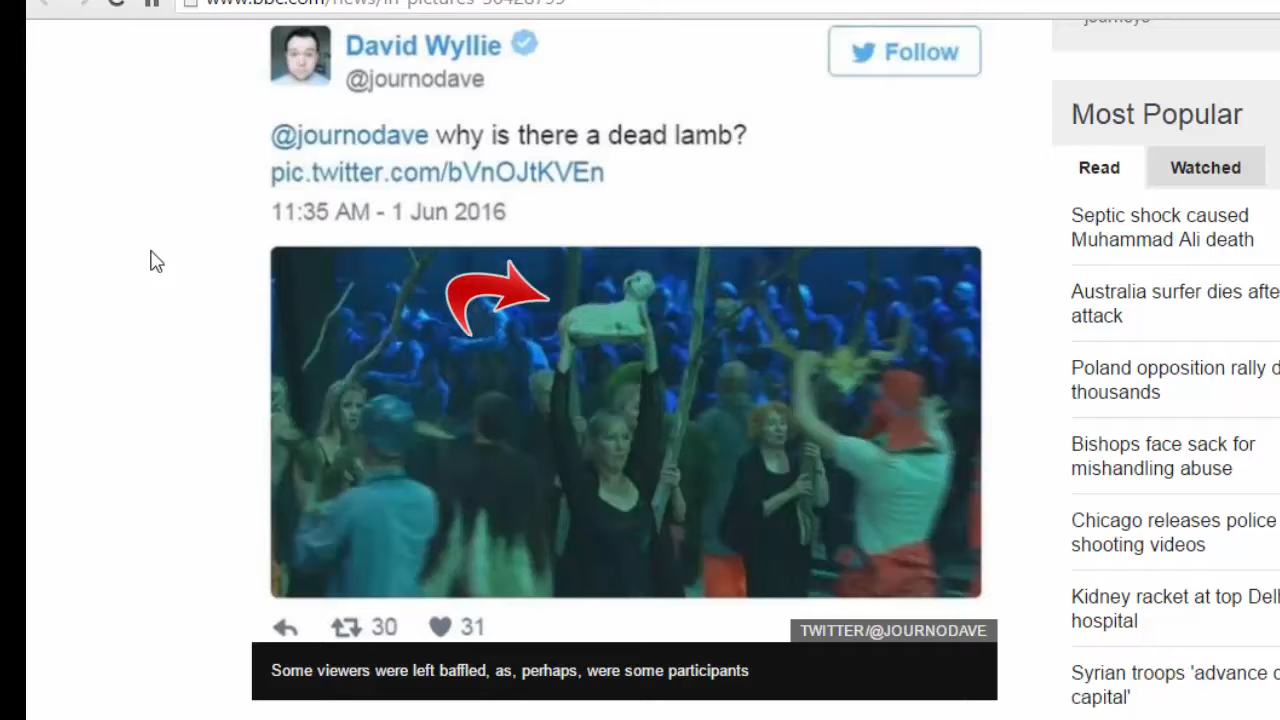 David Wyllie
@journodave
Follow
@journodave why is there a dead lamb?
pic.twitter.com/bVnOJtKVEn
11:35 AM - 1 Jun 2016
30
31
TWITTER/@JOURNODAVE
Some viewers were left baffled, as, perhaps, were some participants
journeys
Most Popular
Read
Watched
Septic shock caused
Muhammad Ali death
Australia surfer dies afte
attack
Poland opposition rally d
thousands
Bishops face sack for
mishandling abuse
Chicago releases police
shooting videos
Kidney racket at top Del
hospital
Syrian troops 'advance o
capital'